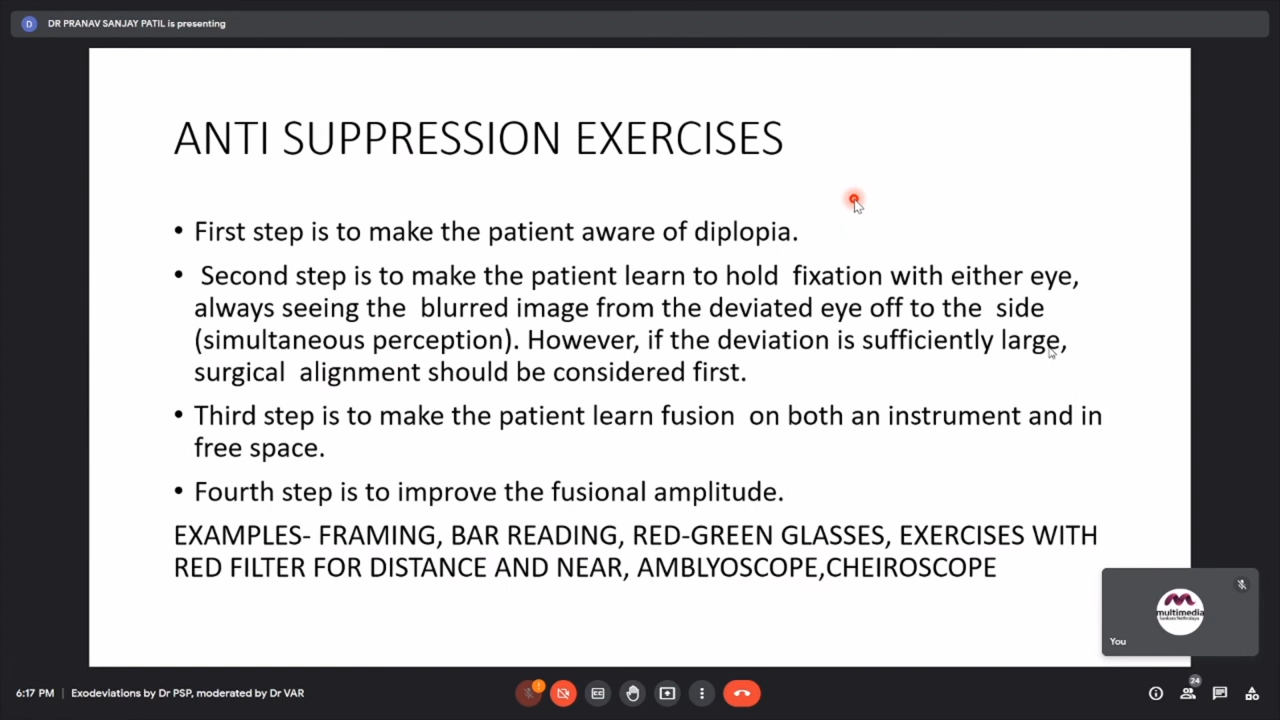 D DR PRANAV SANJAY PATIL is presenting
ANTI SUPPRESSION EXERCISES
• First step is to make the patient aware of diplopia.
• Second step is to make the patient learn to hold fixation with either eye,
always seeing the blurred image from the deviated eye off to the side
(simultaneous perception). However, if the deviation is sufficiently large,
surgical alignment should be considered first.
• Third step is to make the patient learn fusion on both an instrument and in
free space.
• Fourth step is to improve the fusional amplitude.
EXAMPLES- FRAMING, BAR READING, RED-GREEN GLASSES, EXERCISES WITH
RED FILTER FOR DISTANCE AND NEAR, AMBLYOSCOPE,CHEIROSCOPE
multimedia
You
6:17 PM | Exodeviations by Dr PSP, moderated by Dr VAR
24